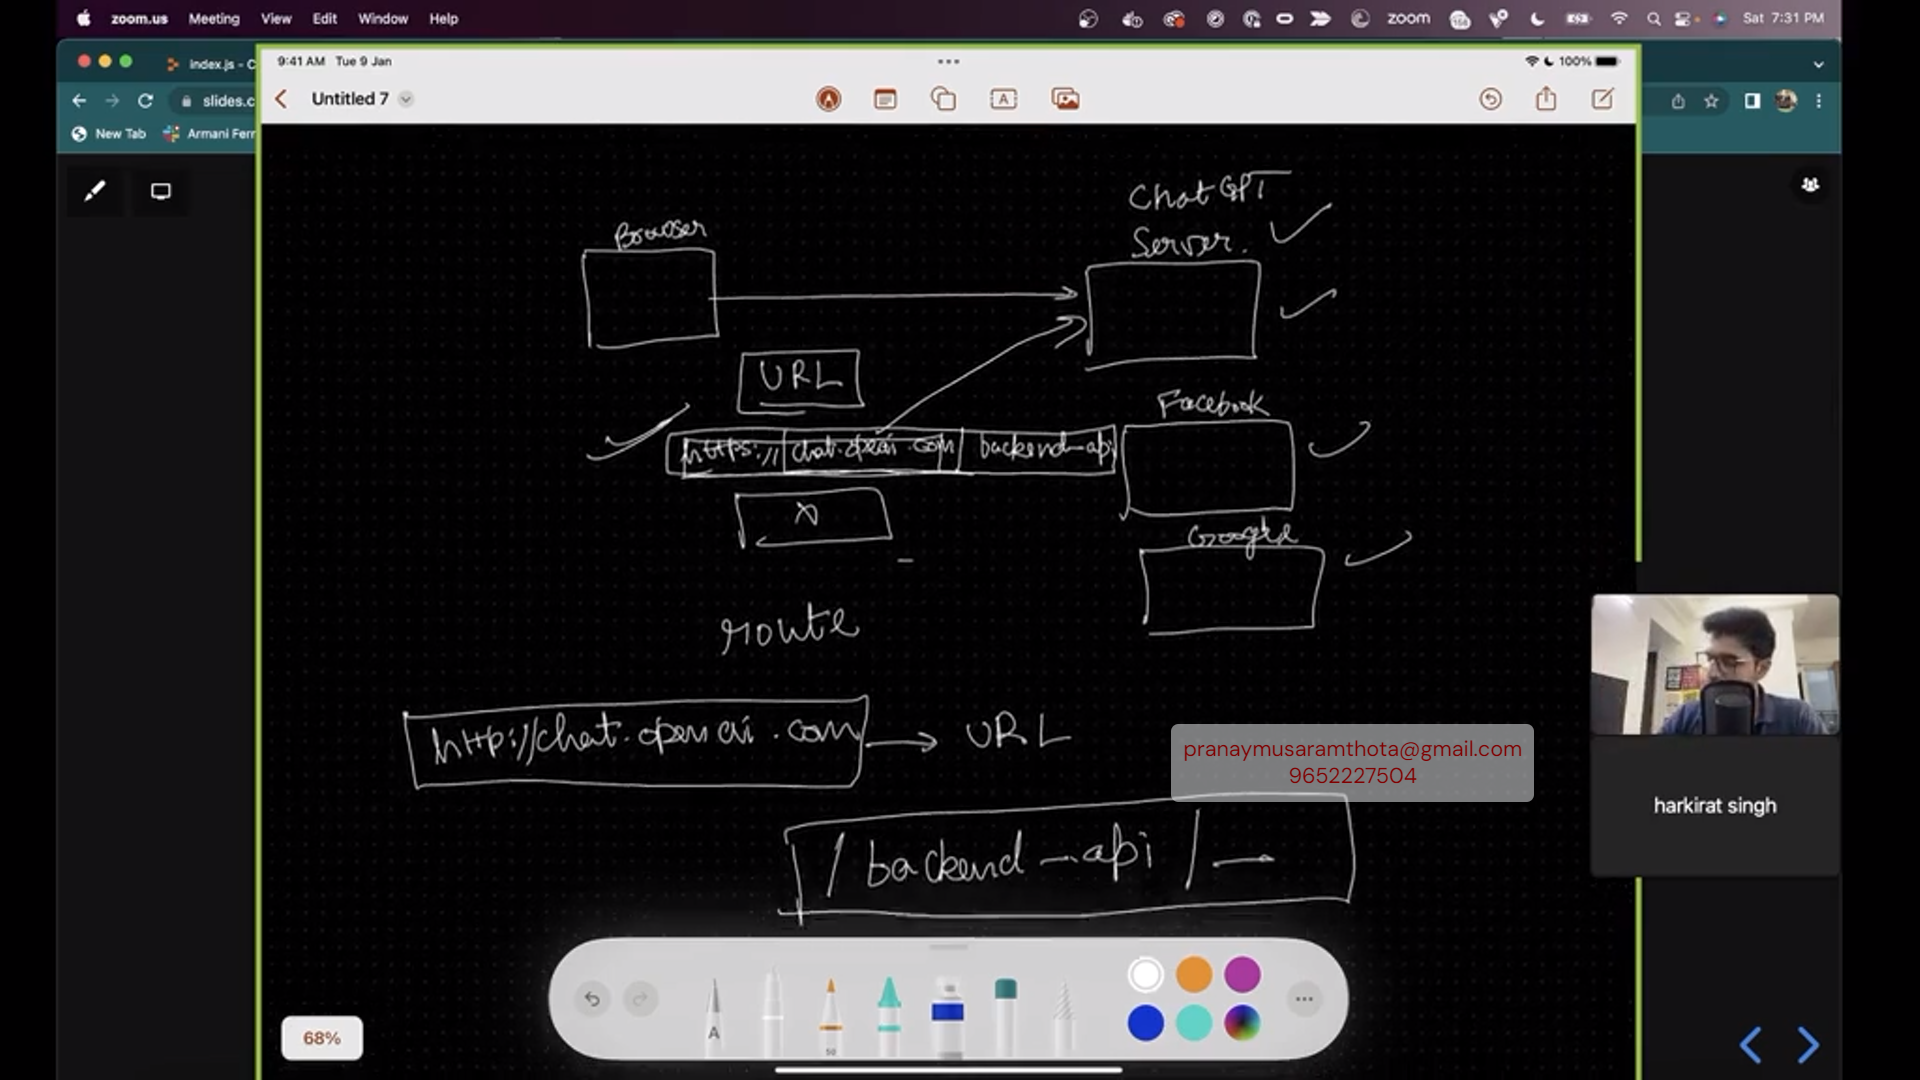 zoom.us Meeting View Edit Window Help
zoom Sat 7:31 PM
index.js - C
slides.c
New Tab Armani Ferr
9:41 AM Tue 9 Jan
100%
Untitled 7
A
Browser
ChatGPT
Server.
URL
https:// chat.openai.com backend-api
Facebook
Google
route
http://chat.openai.com → URL
pranaymusaramthota@gmail.com
9652227504
harkirat singh
/ backend-api /
A
50
68%